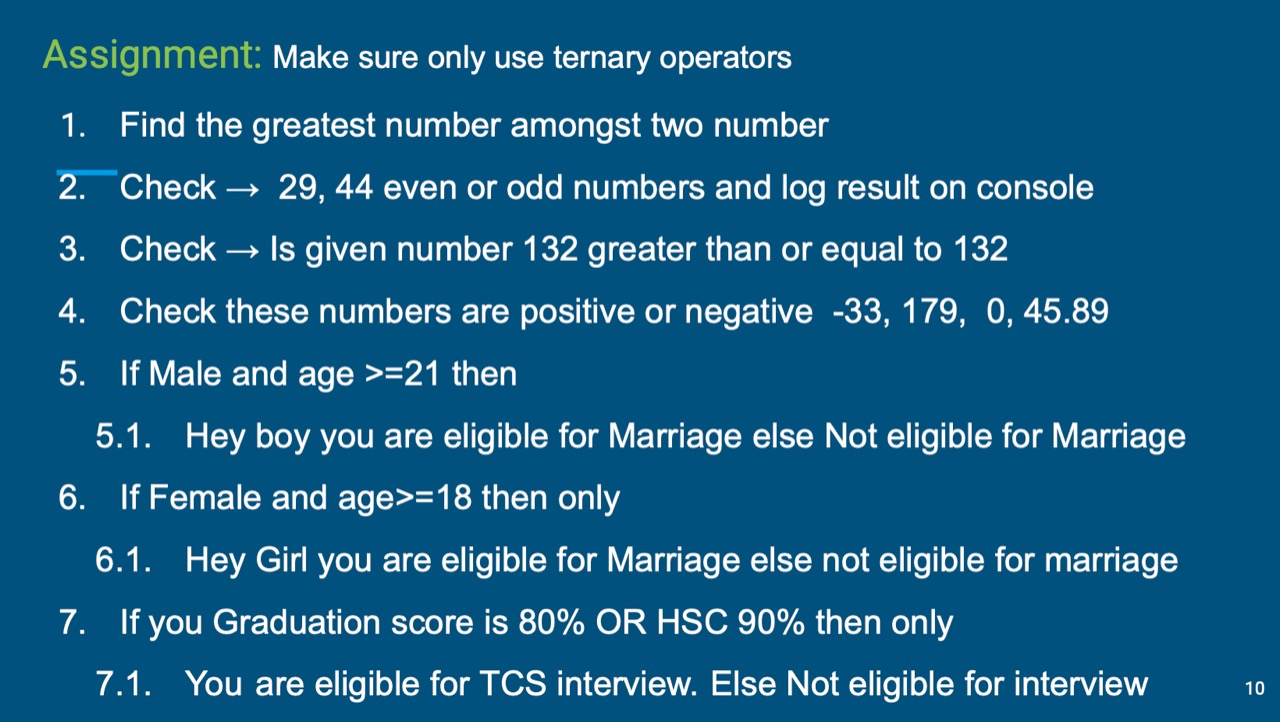 Assignment: Make sure only use ternary operators
1. Find the greatest number amongst two number
2. Check → 29, 44 even or odd numbers and log result on console
3. Check → Is given number 132 greater than or equal to 132
4. Check these numbers are positive or negative -33, 179, 0, 45.89
5. If Male and age >=21 then
5.1. Hey boy you are eligible for Marriage else Not eligible for Marriage
6. If Female and age>=18 then only
6.1. Hey Girl you are eligible for Marriage else not eligible for marriage
7. If you Graduation score is 80% OR HSC 90% then only
7.1. You are eligible for TCS interview. Else Not eligible for interview
10